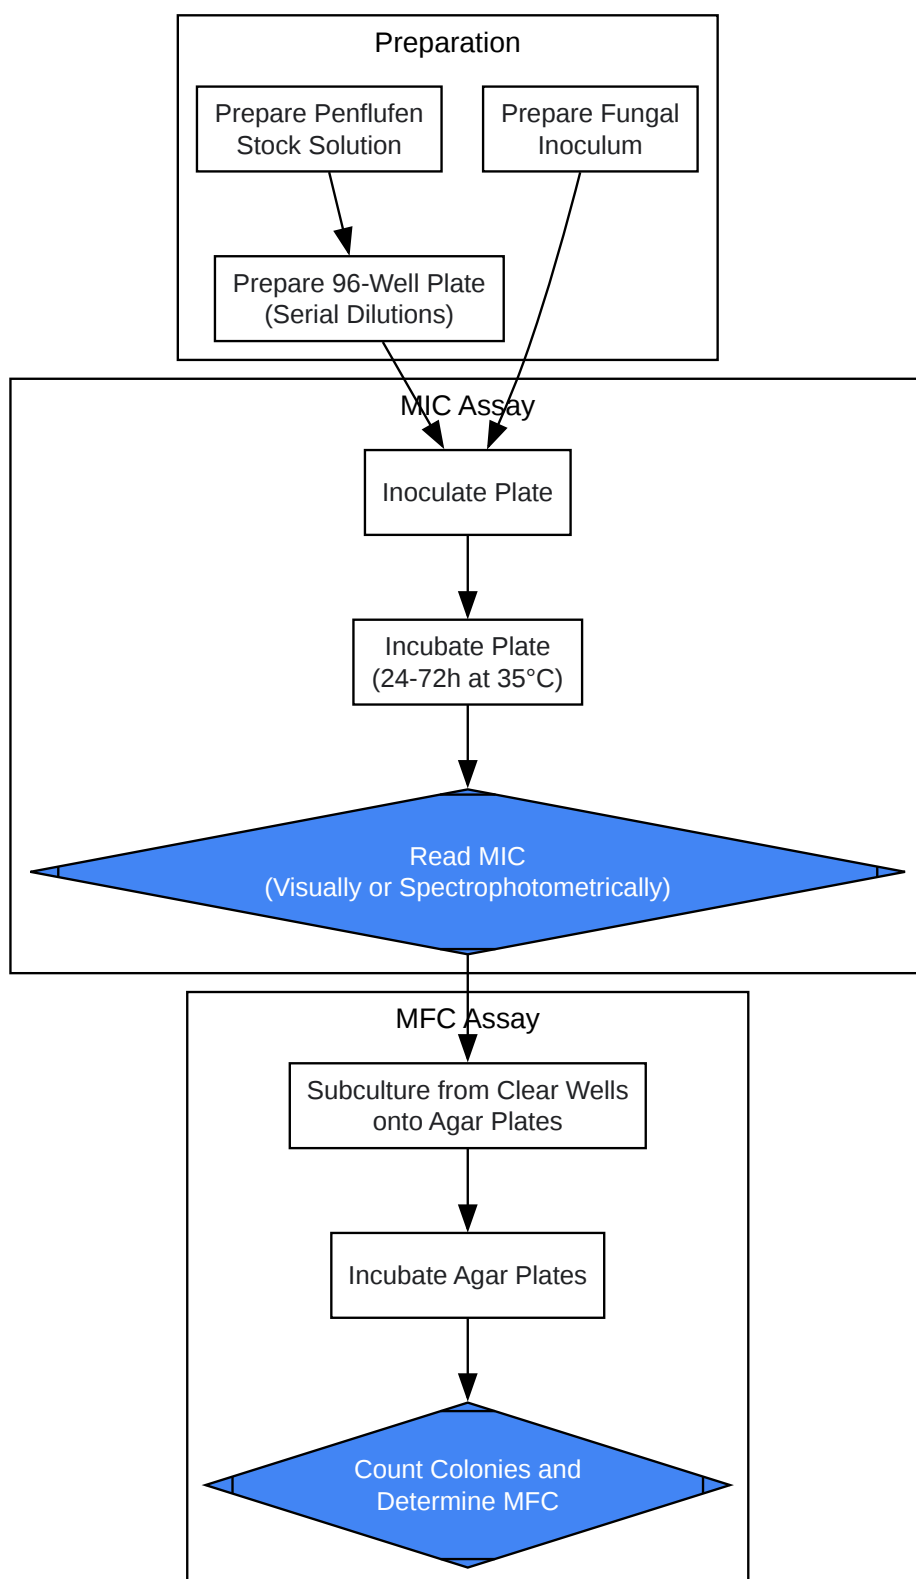 Preparation
Prepare Penflufen
Stock Solution
Prepare Fungal
Inoculum
Prepare 96-Well Plate
(Serial Dilutions)
MIC Assay
Inoculate Plate
Incubate Plate
(24-72h at 35°C)
Read MIC
(Visually or Spectrophotometrically)
MFC Assay
Subculture from Clear Wells
onto Agar Plates
Incubate Agar Plates
Count Colonies and
Determine MFC